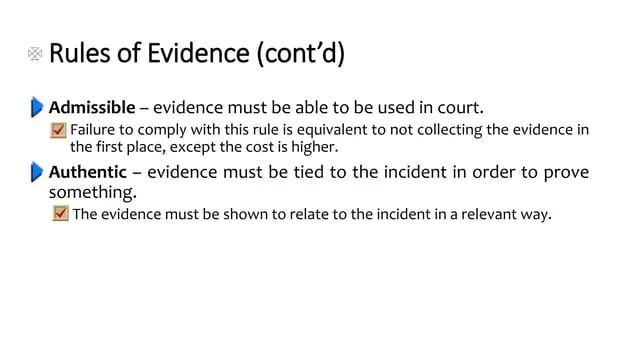 Rules of Evidence (cont’d)
Admissible – evidence must be able to be used in court.
Failure to comply with this rule is equivalent to not collecting the evidence in
the first place, except the cost is higher.
Authentic – evidence must be tied to the incident in order to prove
something.
The evidence must be shown to relate to the incident in a relevant way.